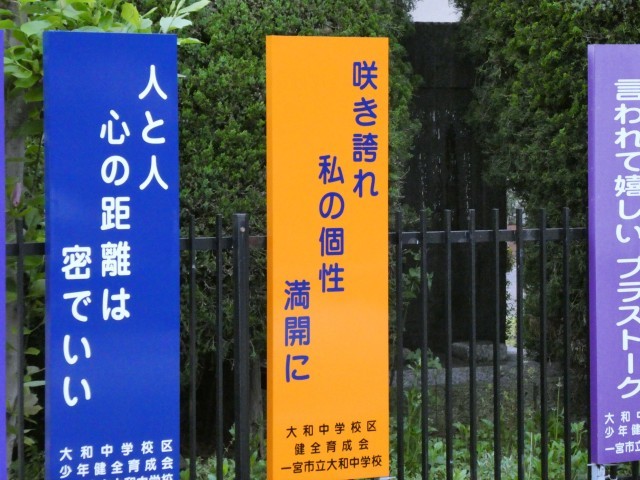 人と人
心の距離は
密でいい
大和中学校区
少年健全育成会
咲き誇れ
私の個性
満開に
大和中学校区
健全育成会
一宮市立大和中学校
言われて嬉しい プラストーク
大和中
少年健
一宮市立